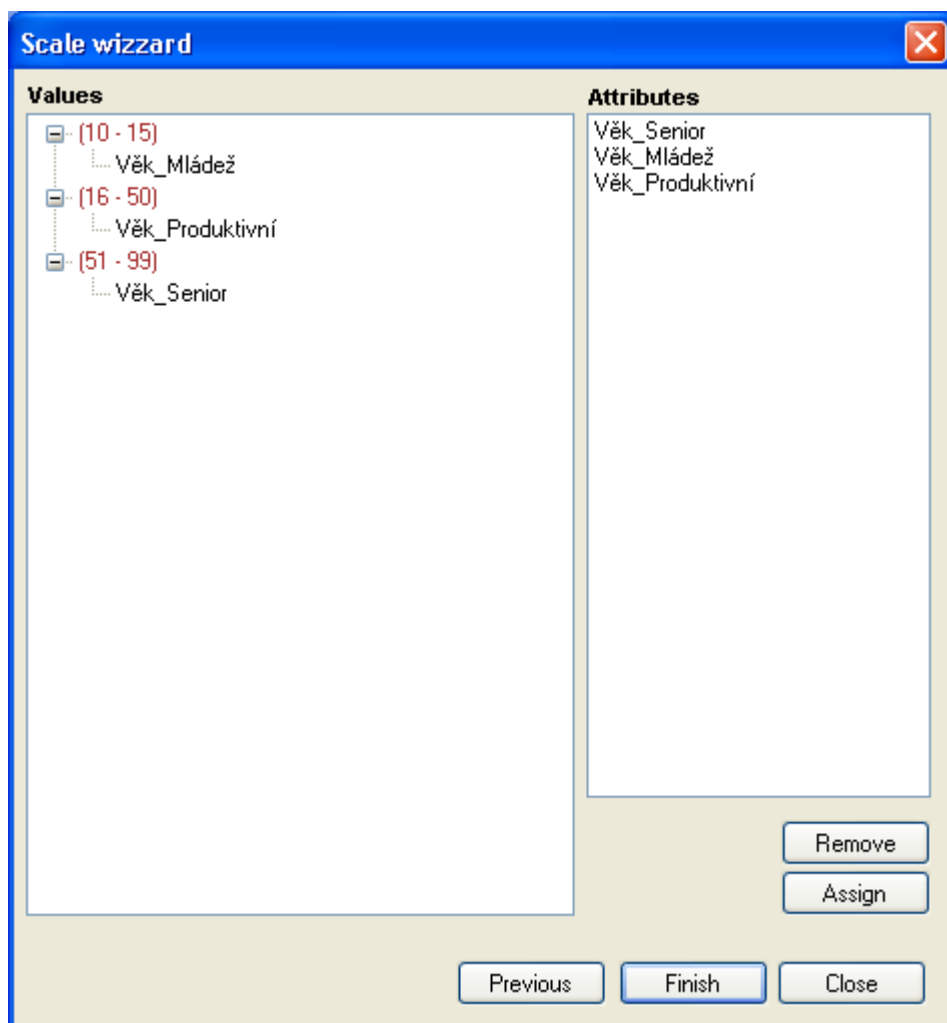 Scale wizzard
Values
(10 - 15)
Věk_Mládež
(16 - 50)
Věk_Produktivní
(51 - 99)
Věk_Senior
Attributes
Věk_Senior
Věk_Mládež
Věk_Produktivní
Remove
Assign
Previous
Finish
Close